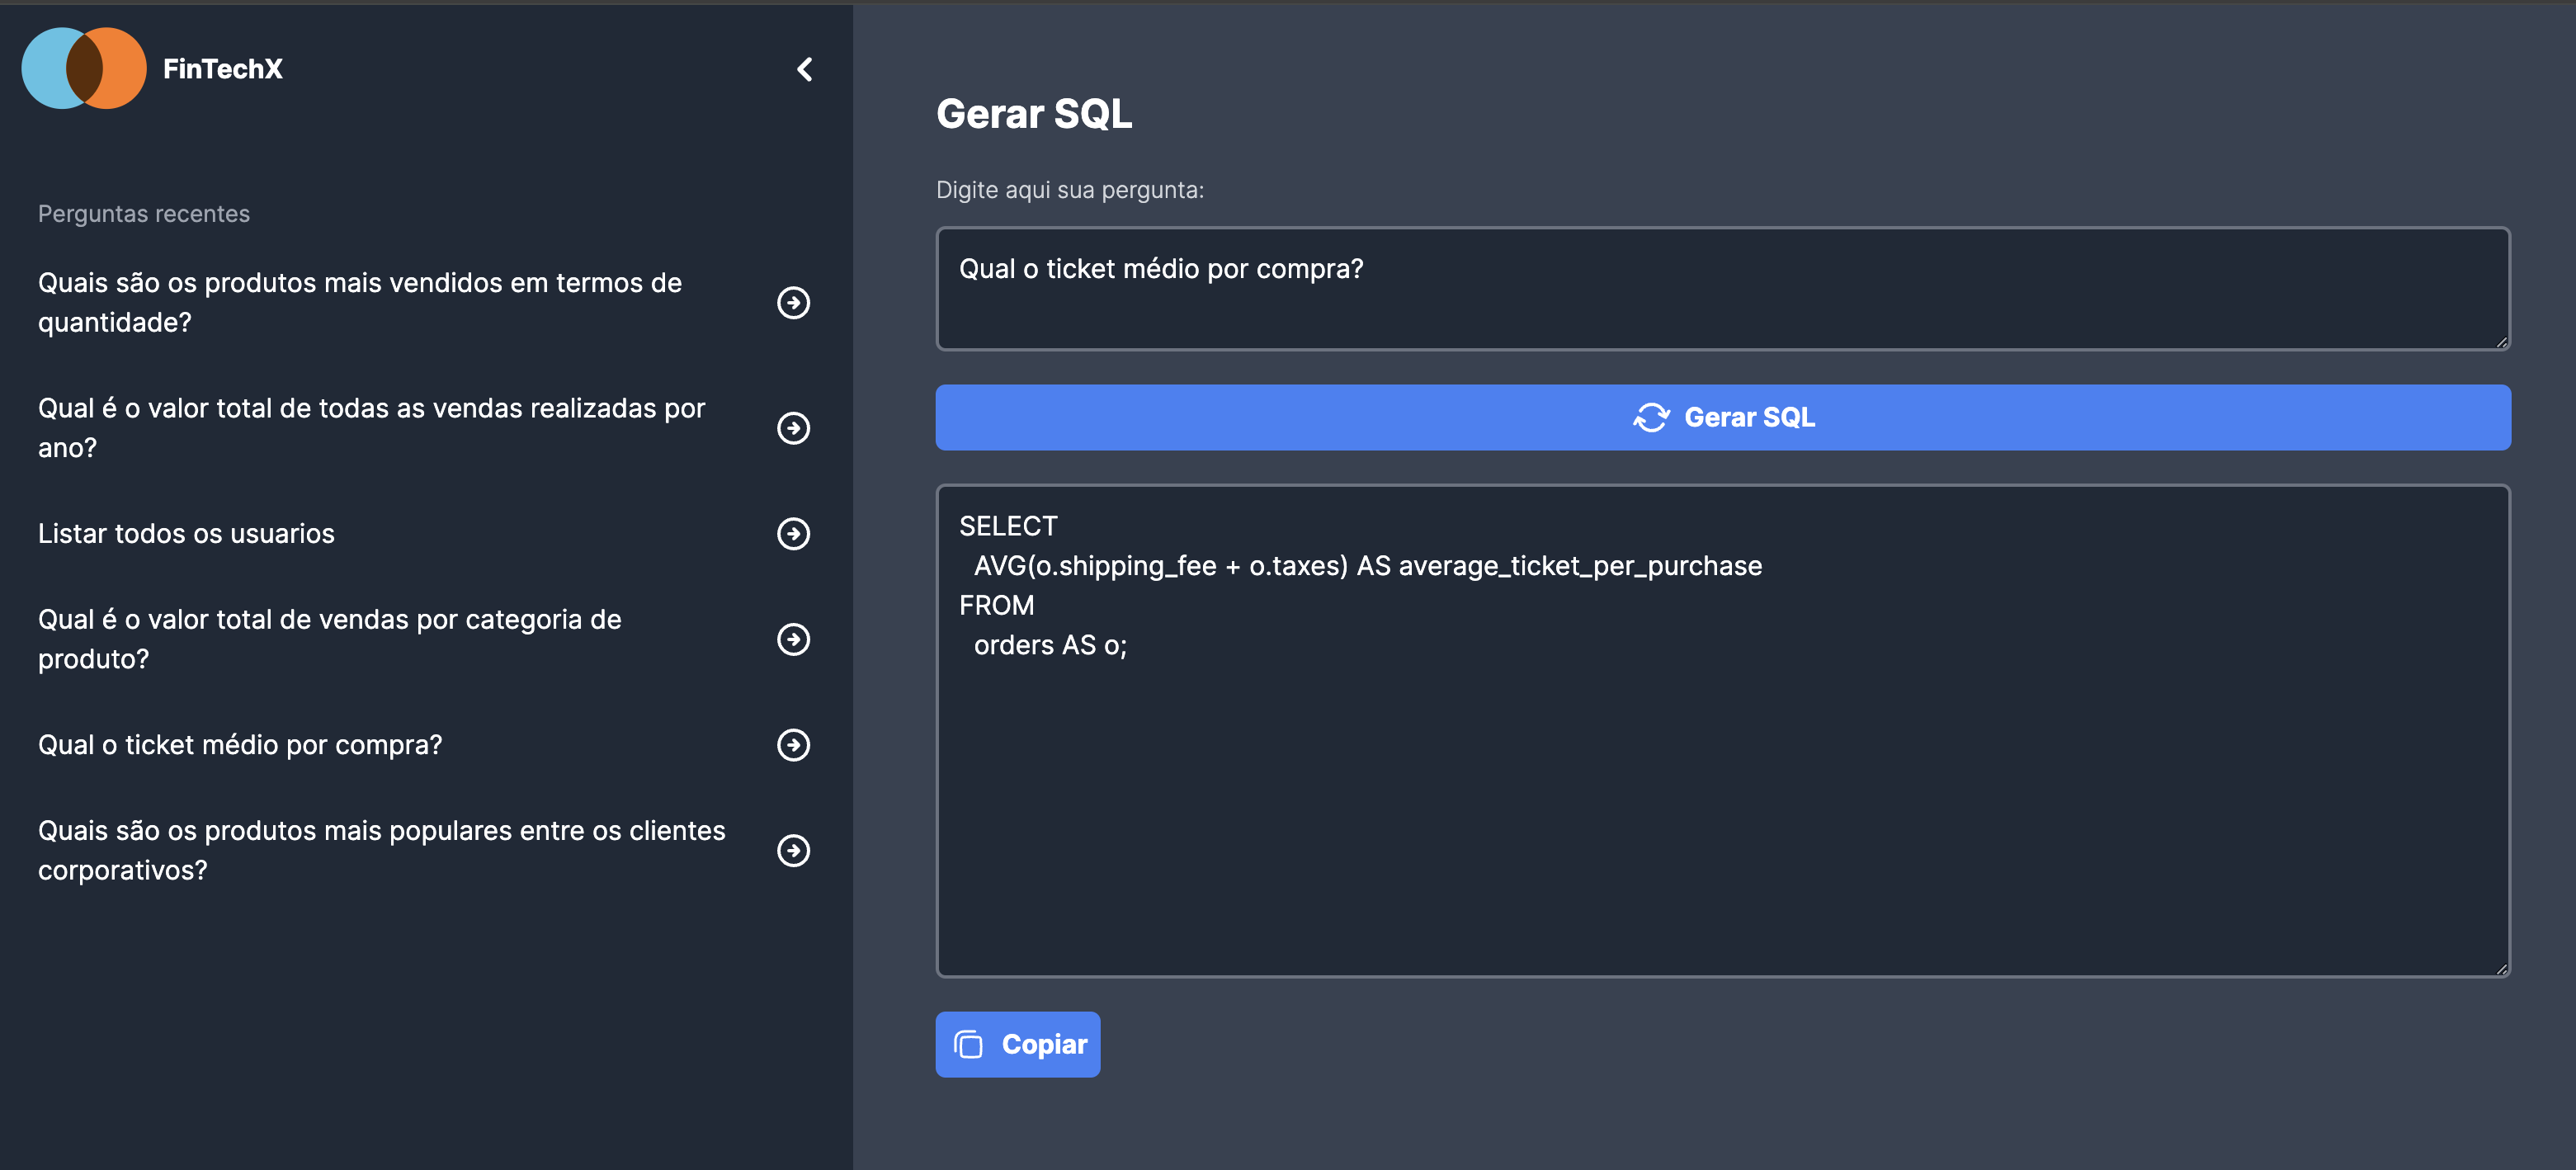 FinTechX
Perguntas recentes
Quais são os produtos mais vendidos em termos de
quantidade?
Qual é o valor total de todas as vendas realizadas por
ano?
Listar todos os usuarios
Qual é o valor total de vendas por categoria de
produto?
Qual o ticket médio por compra?
Quais são os produtos mais populares entre os clientes
corporativos?
Gerar SQL
Digite aqui sua pergunta:
Qual o ticket médio por compra?
Gerar SQL
SELECT
  AVG(o.shipping_fee + o.taxes) AS average_ticket_per_purchase
FROM
  orders AS o;
Copiar